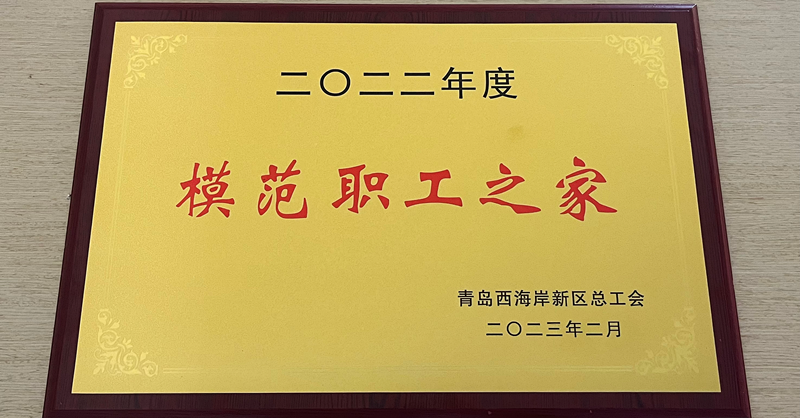 二〇二二年度
模范职工之家
青岛西海岸新区总工会
二〇二三年二月